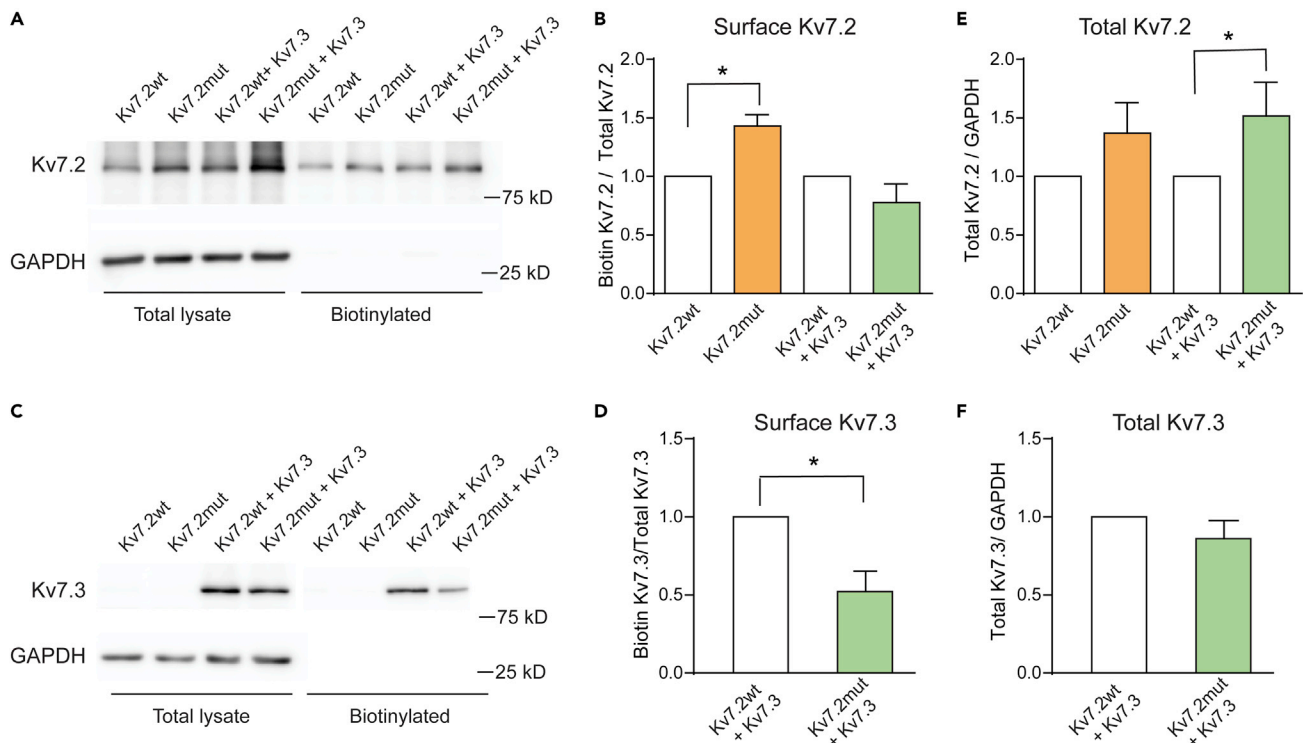 A
Kv7.2wt
Kv7.2mut
Kv7.2wt+ Kv7.3
Kv7.2mut + Kv7.3
Kv7.2wt
Kv7.2mut
Kv7.2wt + Kv7.3
Kv7.2mut + Kv7.3
Kv7.2
75 kD
GAPDH
25 kD
Total lysate
Biotinylated
B
Surface Kv7.2
Biotin Kv7.2 / Total Kv7.2
2.0
1.5
1.0
0.5
0.0
*
Kv7.2wt
Kv7.2mut
Kv7.2wt
+ Kv7.3
Kv7.2mut
+ Kv7.3
E
Total Kv7.2
Total Kv7.2 / GAPDH
2.0
1.5
1.0
0.5
0.0
*
Kv7.2wt
Kv7.2mut
Kv7.2wt
+ Kv7.3
Kv7.2mut
+ Kv7.3
C
Kv7.2wt
Kv7.2mut
Kv7.2wt + Kv7.3
Kv7.2mut + Kv7.3
Kv7.2wt
Kv7.2mut
Kv7.2wt + Kv7.3
Kv7.2mut + Kv7.3
Kv7.3
75 kD
GAPDH
25 kD
Total lysate
Biotinylated
D
Surface Kv7.3
Biotin Kv7.3/Total Kv7.3
1.5
1.0
0.5
0.0
*
Kv7.2wt
+ Kv7.3
Kv7.2mut
+ Kv7.3
F
Total Kv7.3
Total Kv7.3/ GAPDH
1.5
1.0
0.5
0.0
Kv7.2wt
+ Kv7.3
Kv7.2mut
+ Kv7.3